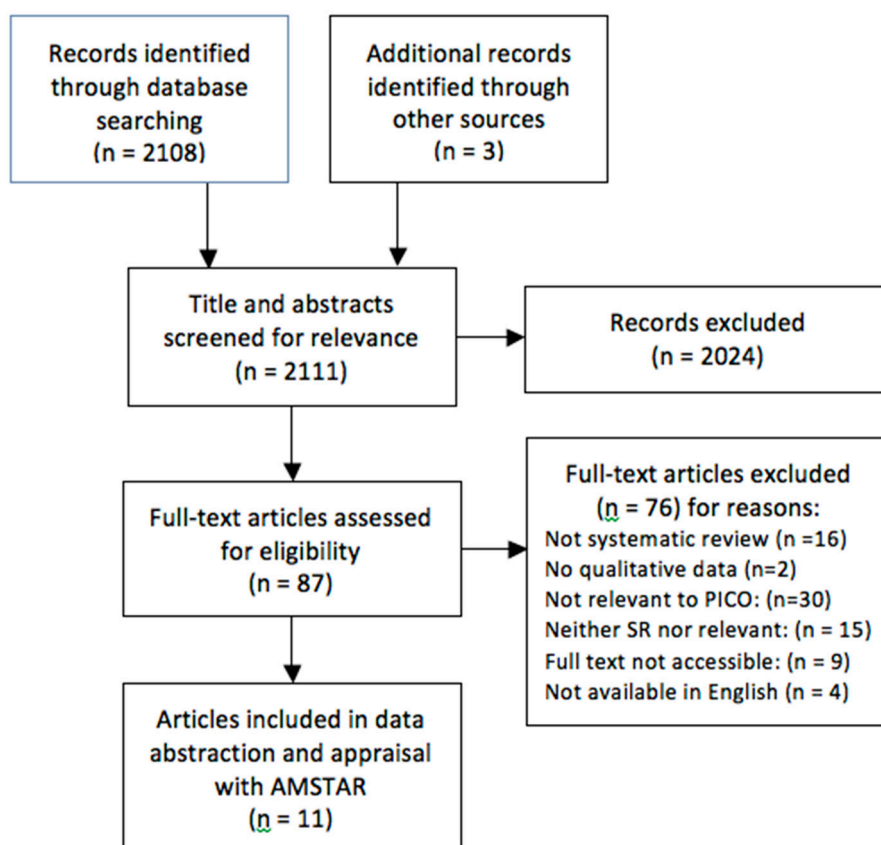 Records identified
through database
searching
(n = 2108)
Additional records
identified through
other sources
(n = 3)
Title and abstracts
screened for relevance
(n = 2111)
Records excluded
(n = 2024)
Full-text articles assessed
for eligibility
(n = 87)
Full-text articles excluded
(n = 76) for reasons:
Not systematic review (n =16)
No qualitative data (n=2)
Not relevant to PICO: (n=30)
Neither SR nor relevant: (n = 15)
Full text not accessible: (n = 9)
Not available in English (n = 4)
Articles included in data
abstraction and appraisal
with AMSTAR
(n = 11)